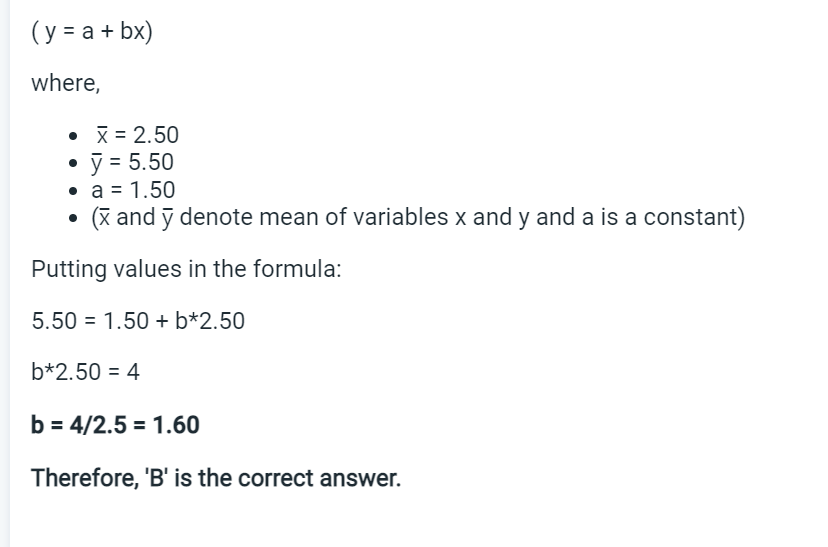 ( y = a + bx)
where,
• x̄ = 2.50
• ȳ = 5.50
• a = 1.50
• (x̄ and ȳ denote mean of variables x and y and a is a constant)
Putting values in the formula:
5.50 = 1.50 + b*2.50
b*2.50 = 4
b = 4/2.5 = 1.60
Therefore, 'B' is the correct answer.